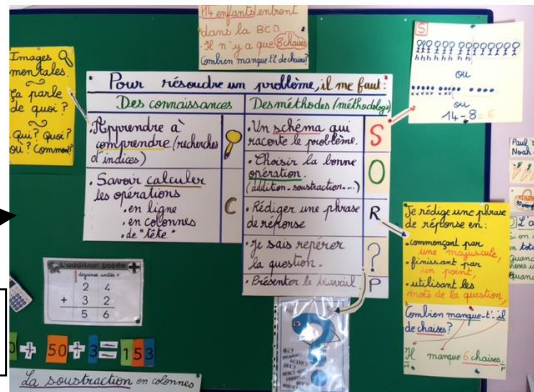 14 enfants entrent
dans la BCD.
Il n'y a que 8 chaises
Combien manque t'il de chaises?
Images
mentales.
Ça parle
de quoi?
Qui? Quoi?
Où? Comment?
Pour résoudre un problème, il me faut:
Des connaissances
Des méthodes (méthodologie)
• Apprendre à
comprendre (recherches
d'indices)
• Savoir calculer
les opérations
• en ligne
• en colonnes
• de "tête"
C
• Un schéma qui
raconte le problème.
S
• Choisir la bonne
opération.
(addition-soustraction...)
O
• Rédiger une phrase
de réponse
R
• Je sais repérer
la question.
?
• Présenter le travail.
P
S
ou
ou
14-8
Je rédige une phrase
de réponse en:
• commençant par
une majuscule,
• finissant par
un point,
• utilisant les
mots de la question
Combien manque-t'il
de chaises?
Il manque 6 chaises.
Paul
Noah
L'addition posée
2 4
+ 3 2
5 6
0 + 50 + 3 = 153
La soustraction en colonnes